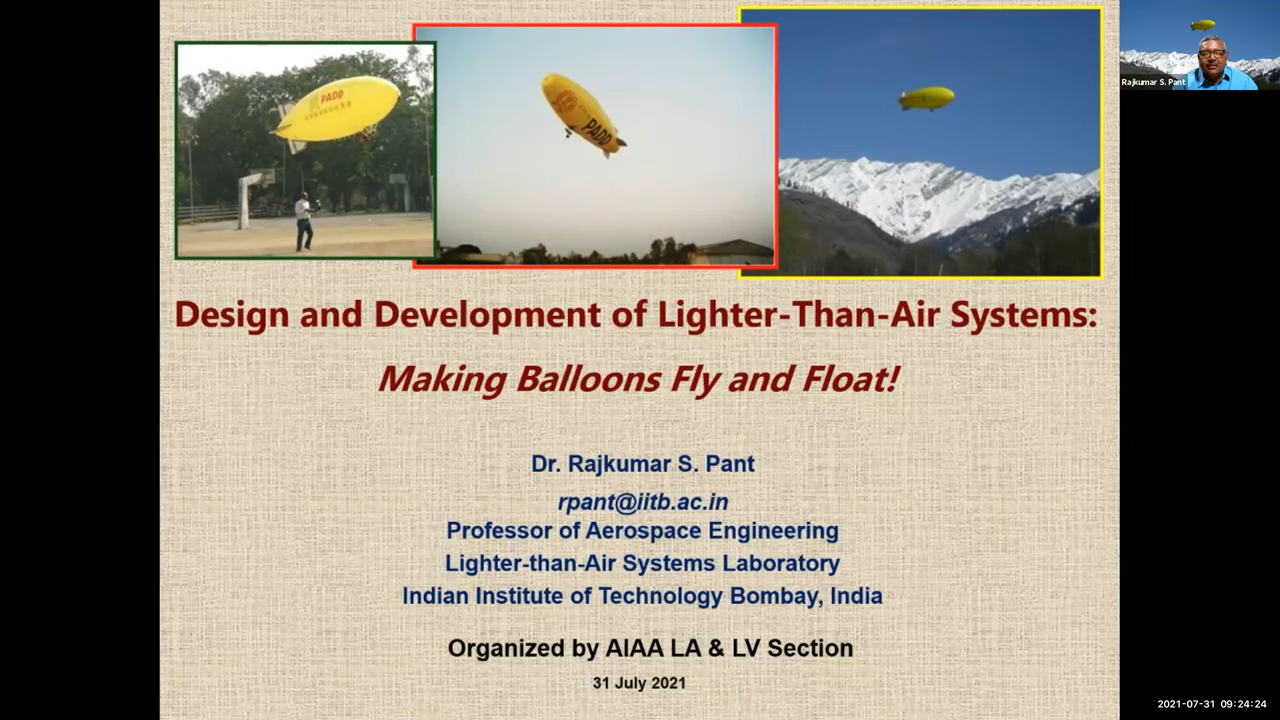 PADD
PADD
Rajkumar S. Pant
Design and Development of Lighter-Than-Air Systems:
Making Balloons Fly and Float!
Dr. Rajkumar S. Pant
rpant@iitb.ac.in
Professor of Aerospace Engineering
Lighter-than-Air Systems Laboratory
Indian Institute of Technology Bombay, India
Organized by AIAA LA & LV Section
31 July 2021
2021-07-31 09:24:24